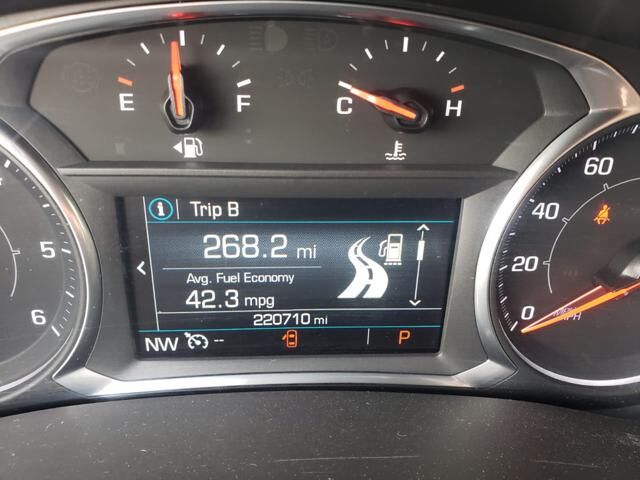 E F C H
i Trip B
268.2 mi
Avg. Fuel Economy
42.3 mpg
220710 mi
NW -- P
5
6
60
40
20
0
MPH